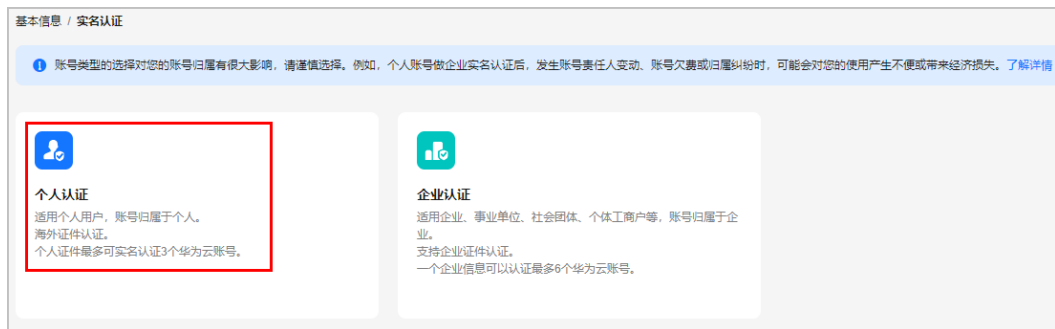 基本信息 / 实名认证
账号类型的选择对您的账号归属有很大影响，请谨慎选择。例如，个人账号做企业实名认证后，发生账号责任人变动、账号欠费或归属纠纷时，可能会对您的使用产生不便或带来经济损失。了解详情
个人认证
适用个人用户，账号归属于个人。
海外证件认证。
个人证件最多可实名认证3个华为云账号。
企业认证
适用企业、事业单位、社会团体、个体工商户等，账号归属于企
业。
支持企业证件认证。
一个企业信息可以认证最多6个华为云账号。